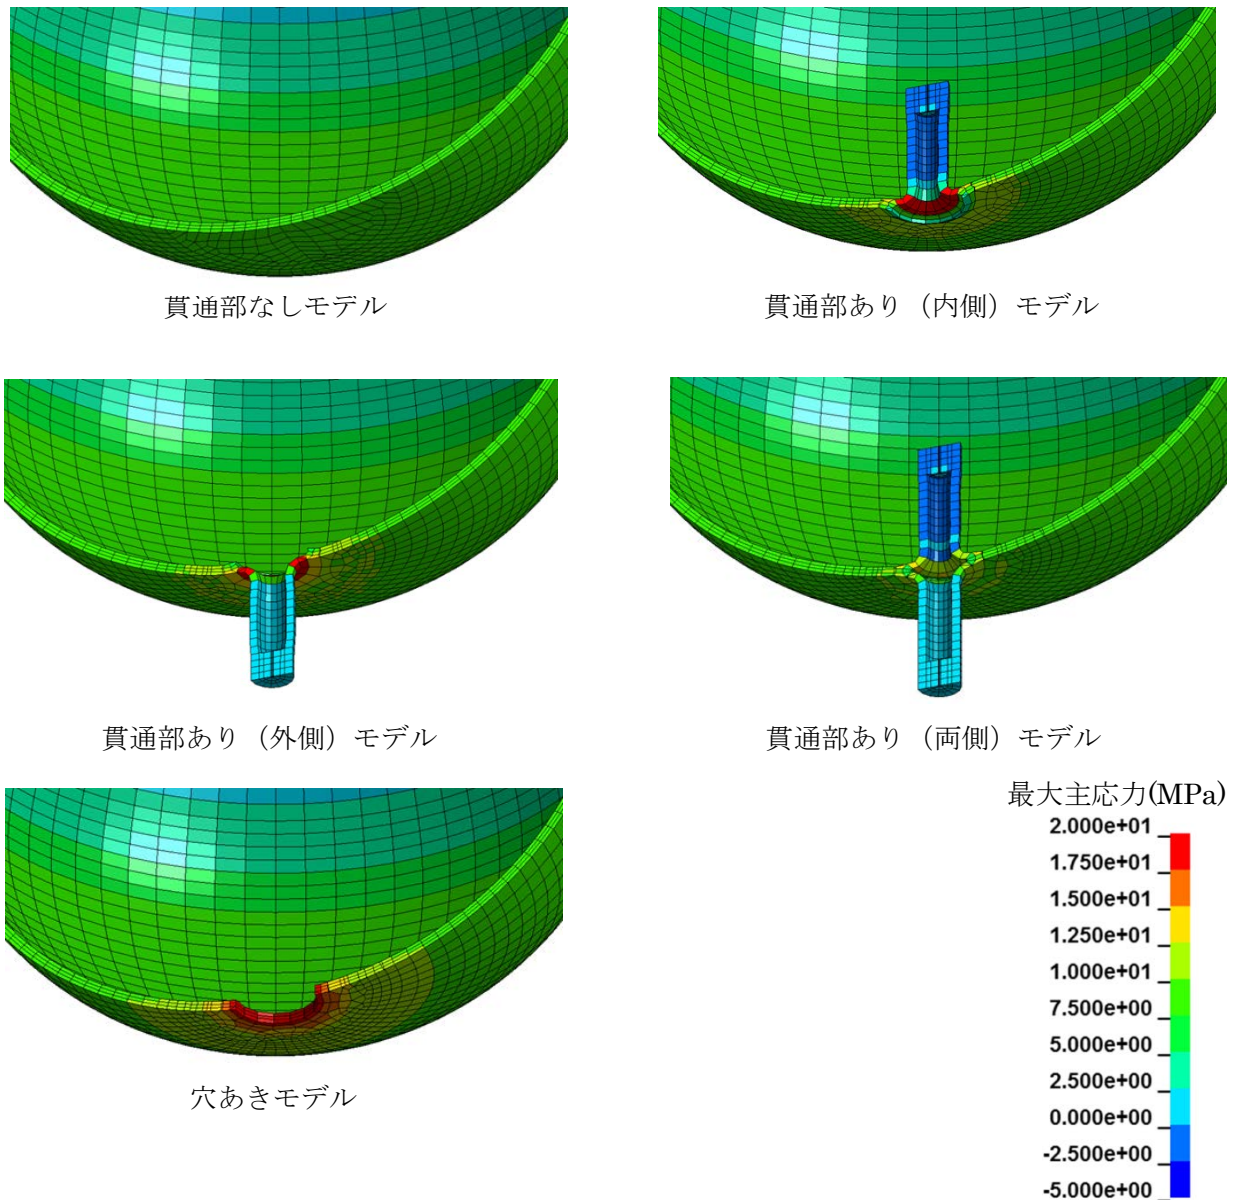 貫通部なしモデル
貫通部あり（内側）モデル
貫通部あり（外側）モデル
貫通部あり（両側）モデル
穴あきモデル
最大主応力(MPa)
2.000e+01
1.750e+01
1.500e+01
1.250e+01
1.000e+01
7.500e+00
5.000e+00
2.500e+00
0.000e+00
-2.500e+00
-5.000e+00